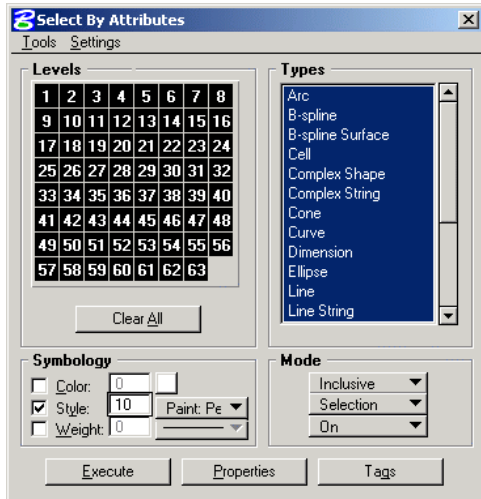 Select By Attributes
Tools Settings
Levels
1 2 3 4 5 6 7 8
9 10 11 12 13 14 15 16
17 18 19 20 21 22 23 24
25 26 27 28 29 30 31 32
33 34 35 36 37 38 39 40
41 42 43 44 45 46 47 48
49 50 51 52 53 54 55 56
57 58 59 60 61 62 63
Clear All
Types
Arc
B-spline
B-spline Surface
Cell
Complex Shape
Complex String
Cone
Curve
Dimension
Ellipse
Line
Line String
Symbology
Color: 0
Style: 10 Paint: Pe
Weight: 0
Mode
Inclusive
Selection
On
Execute Properties Tags